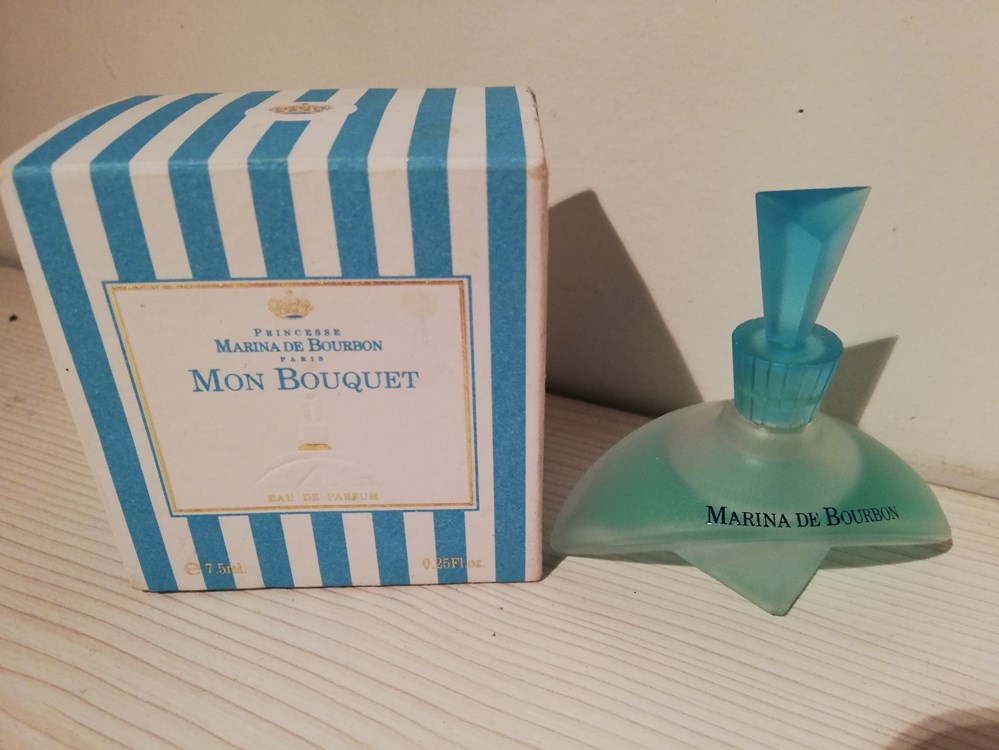 PRINCESSE
MARINA DE BOURBON
PARIS
MON BOUQUET
EAU DE PARFUM
℮ 7.5ml.
0.25Fl.oz.
MARINA DE BOURBON